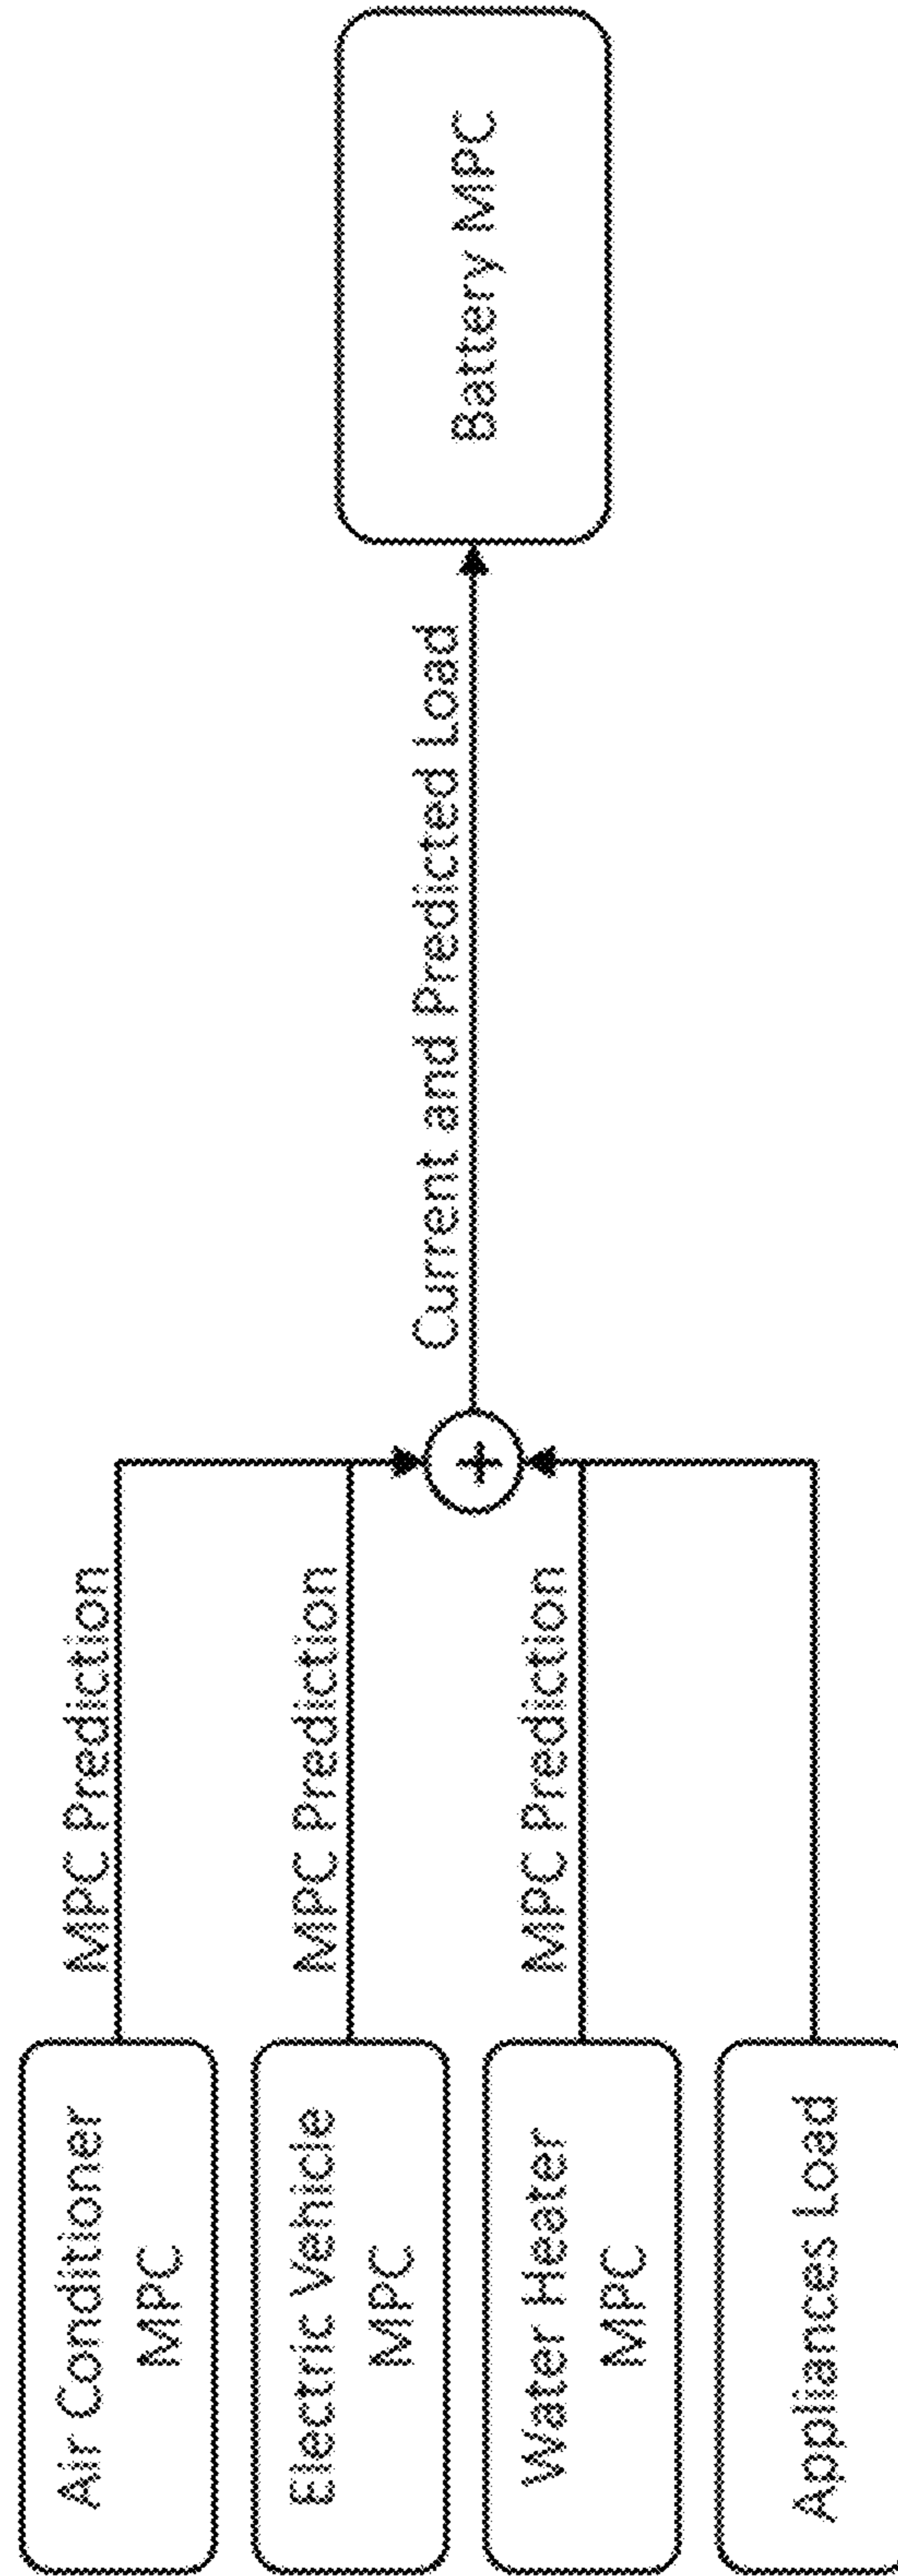 Air Conditioner
MPC
MPC Prediction
Electric Vehicle
MPC
MPC Prediction
Water Heater
MPC
MPC Prediction
Appliances Load
+
Current and Predicted Load
Battery MPC